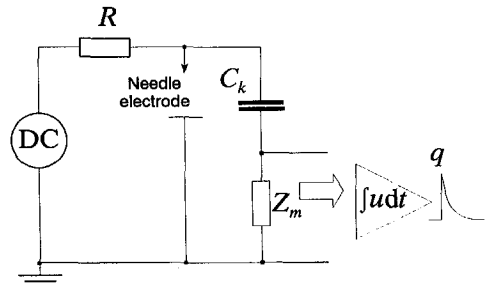 R
Needle
electrode
C_k
DC
Z_m
∫udt
q